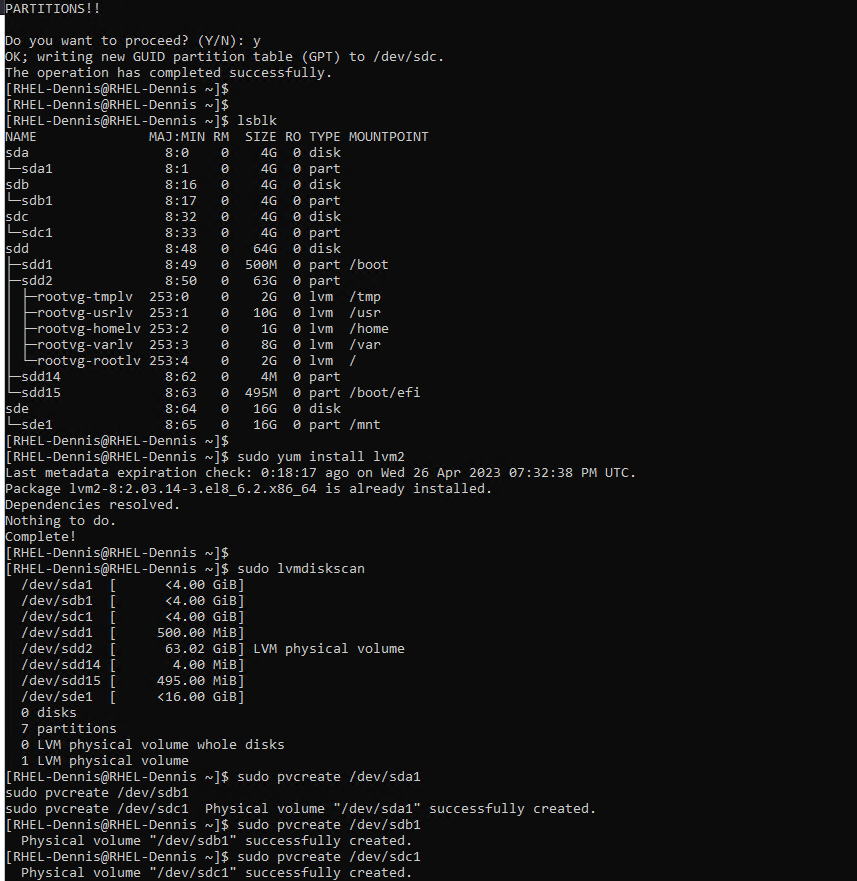 PARTITIONS!!
Do you want to proceed? (Y/N): y
OK; writing new GUID partition table (GPT) to /dev/sdc.
The operation has completed successfully.
[RHEL-Dennis@RHEL-Dennis ~]$
[RHEL-Dennis@RHEL-Dennis ~]$
[RHEL-Dennis@RHEL-Dennis ~]$ lsblk
NAME              MAJ:MIN RM  SIZE RO TYPE MOUNTPOINT
sda                 8:0    0    4G  0 disk
└─sda1              8:1    0    4G  0 part
sdb                 8:16   0    4G  0 disk
└─sdb1              8:17   0    4G  0 part
sdc                 8:32   0    4G  0 disk
└─sdc1              8:33   0    4G  0 part
sdd                 8:48   0   64G  0 disk
├─sdd1              8:49   0  500M  0 part /boot
├─sdd2              8:50   0   63G  0 part
│ ├─rootvg-tmplv  253:0    0    2G  0 lvm  /tmp
│ ├─rootvg-usrlv  253:1    0   10G  0 lvm  /usr
│ ├─rootvg-homelv 253:2    0    1G  0 lvm  /home
│ ├─rootvg-varlv  253:3    0    8G  0 lvm  /var
│ └─rootvg-rootlv 253:4    0    2G  0 lvm  /
├─sdd14             8:62   0    4M  0 part
└─sdd15             8:63   0  495M  0 part /boot/efi
sde                 8:64   0   16G  0 disk
└─sde1              8:65   0   16G  0 part /mnt
[RHEL-Dennis@RHEL-Dennis ~]$
[RHEL-Dennis@RHEL-Dennis ~]$ sudo yum install lvm2
Last metadata expiration check: 0:18:17 ago on Wed 26 Apr 2023 07:32:38 PM UTC.
Package lvm2-8:2.03.14-3.el8_6.2.x86_64 is already installed.
Dependencies resolved.
Nothing to do.
Complete!
[RHEL-Dennis@RHEL-Dennis ~]$
[RHEL-Dennis@RHEL-Dennis ~]$ sudo lvmdiskscan
  /dev/sda1  [      <4.00 GiB]
  /dev/sdb1  [      <4.00 GiB]
  /dev/sdc1  [      <4.00 GiB]
  /dev/sdd1  [     500.00 MiB]
  /dev/sdd2  [      63.02 GiB] LVM physical volume
  /dev/sdd14 [       4.00 MiB]
  /dev/sdd15 [     495.00 MiB]
  /dev/sde1  [     <16.00 GiB]
  0 disks
  7 partitions
  0 LVM physical volume whole disks
  1 LVM physical volume
[RHEL-Dennis@RHEL-Dennis ~]$ sudo pvcreate /dev/sda1
sudo pvcreate /dev/sdb1
sudo pvcreate /dev/sdc1  Physical volume "/dev/sda1" successfully created.
[RHEL-Dennis@RHEL-Dennis ~]$ sudo pvcreate /dev/sdb1
  Physical volume "/dev/sdb1" successfully created.
[RHEL-Dennis@RHEL-Dennis ~]$ sudo pvcreate /dev/sdc1
  Physical volume "/dev/sdc1" successfully created.